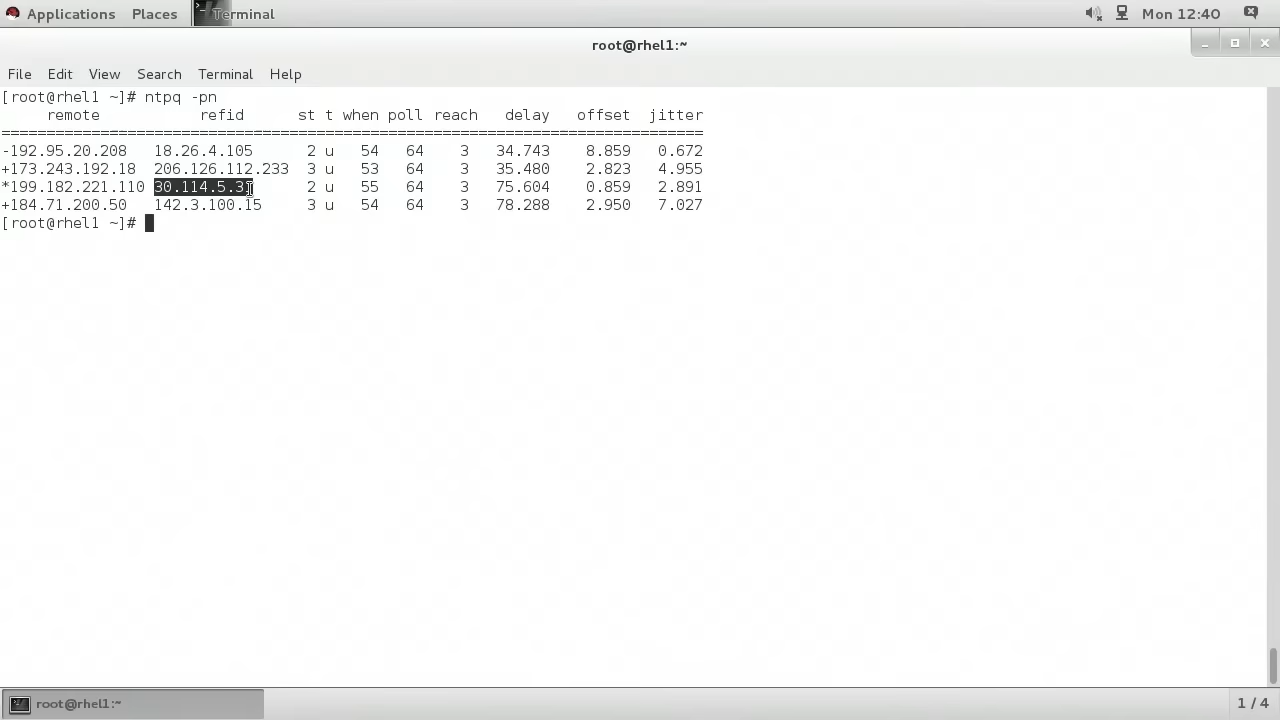 Applications Places Terminal Mon 12:40
root@rhel1:~
File Edit View Search Terminal Help
[root@rhel1 ~]# ntpq -pn
remote refid st t when poll reach delay offset jitter
==============================================================================
-192.95.20.208 18.26.4.105 2 u 54 64 3 34.743 8.859 0.672
+173.243.192.18 206.126.112.233 3 u 53 64 3 35.480 2.823 4.955
*199.182.221.110 2 u 55 64 3 75.604 0.859 2.891
+184.71.200.50 142.3.100.15 3 u 54 64 3 78.288 2.950 7.027
[root@rhel1 ~]#
root@rhel1:~ 1 / 4